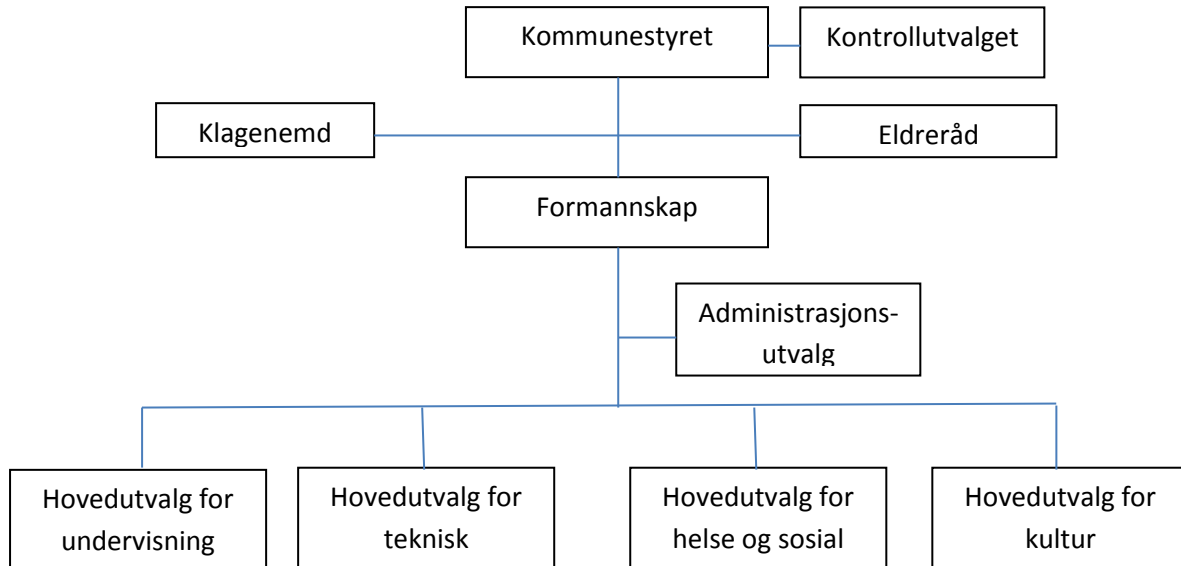 Kommunestyret
Kontrollutvalget
Klagenemd
Eldreråd
Formannskap
Administrasjons-
utvalg
Hovedutvalg for
undervisning
Hovedutvalg for
teknisk
Hovedutvalg for
helse og sosial
Hovedutvalg for
kultur